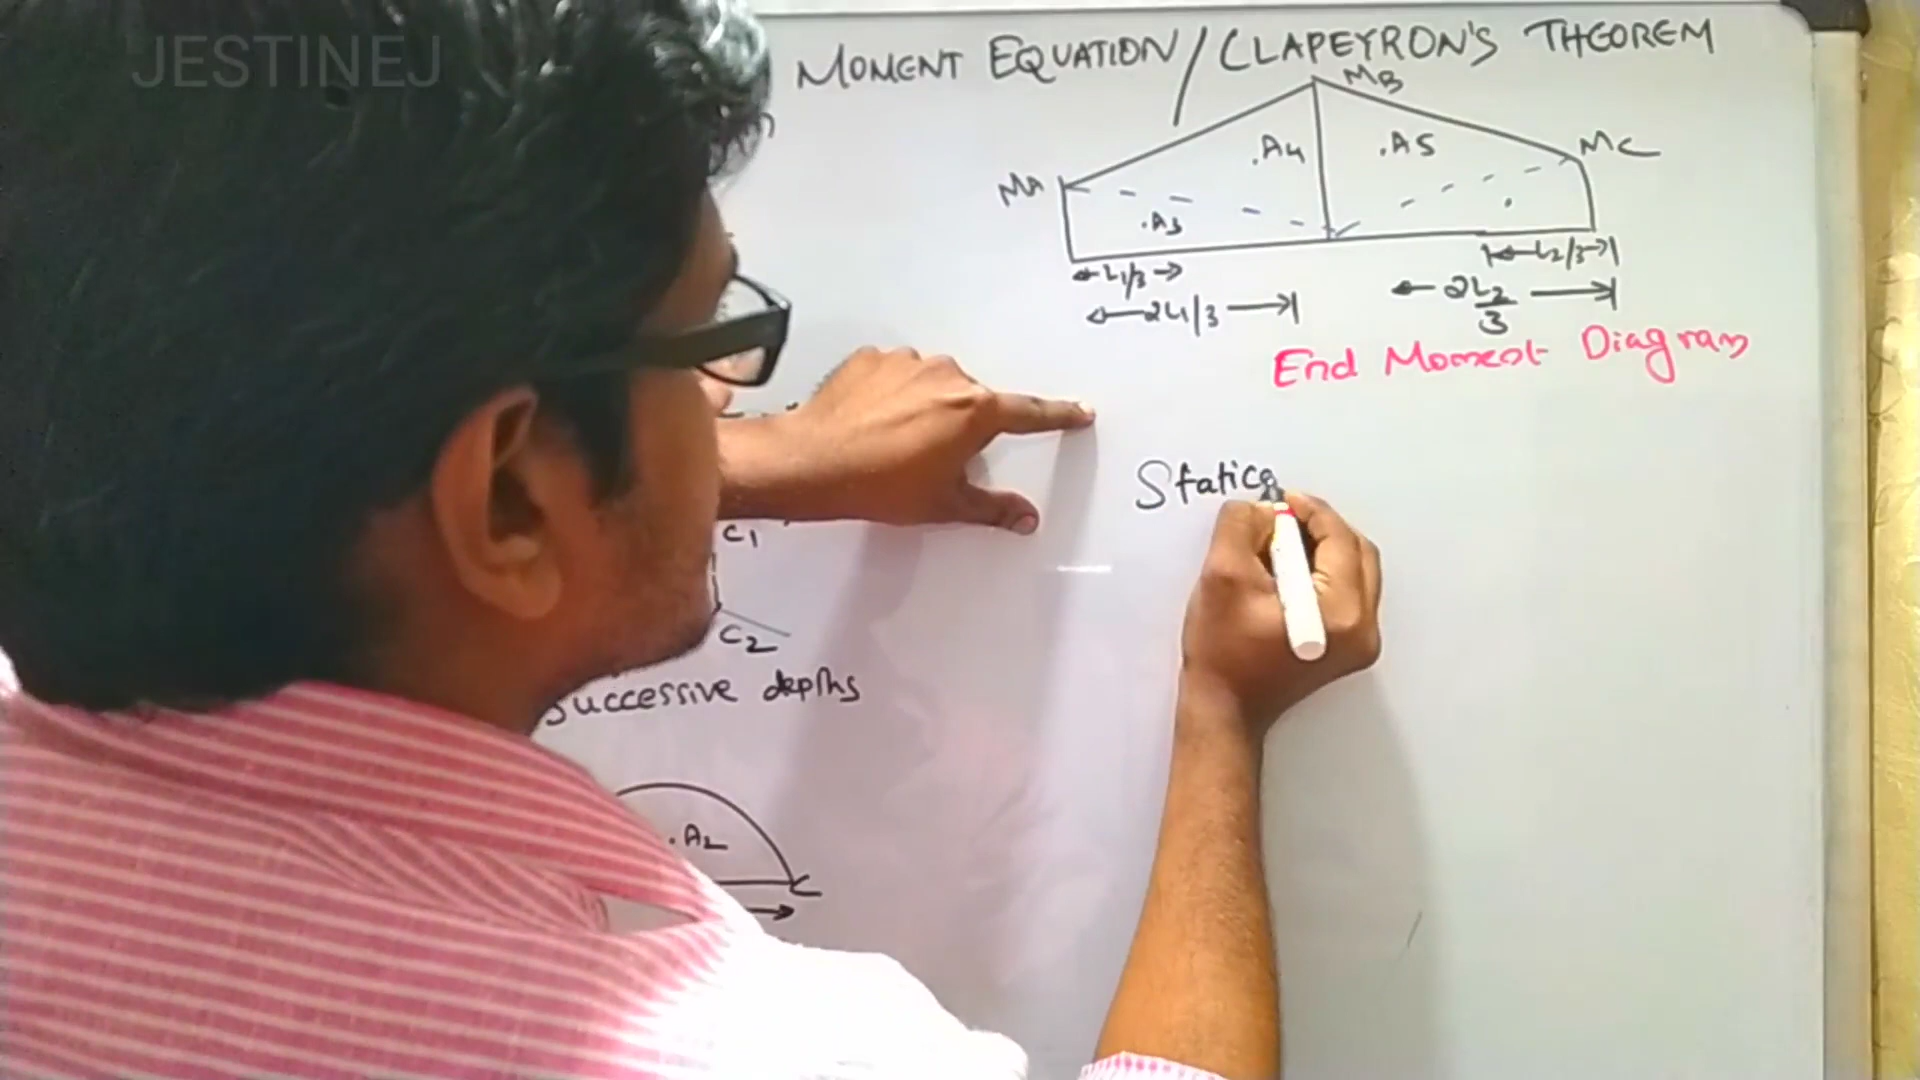 JESTINEJ
MOMENT EQUATION / CLAPEYRON'S THEOREM
MB
.A4 .A5 MC
MA
.A3
L1/3 L2/3
2L1/3 2L2/3
End Moment Diagram
Statica
C1
C2
successive depths
.A2
C